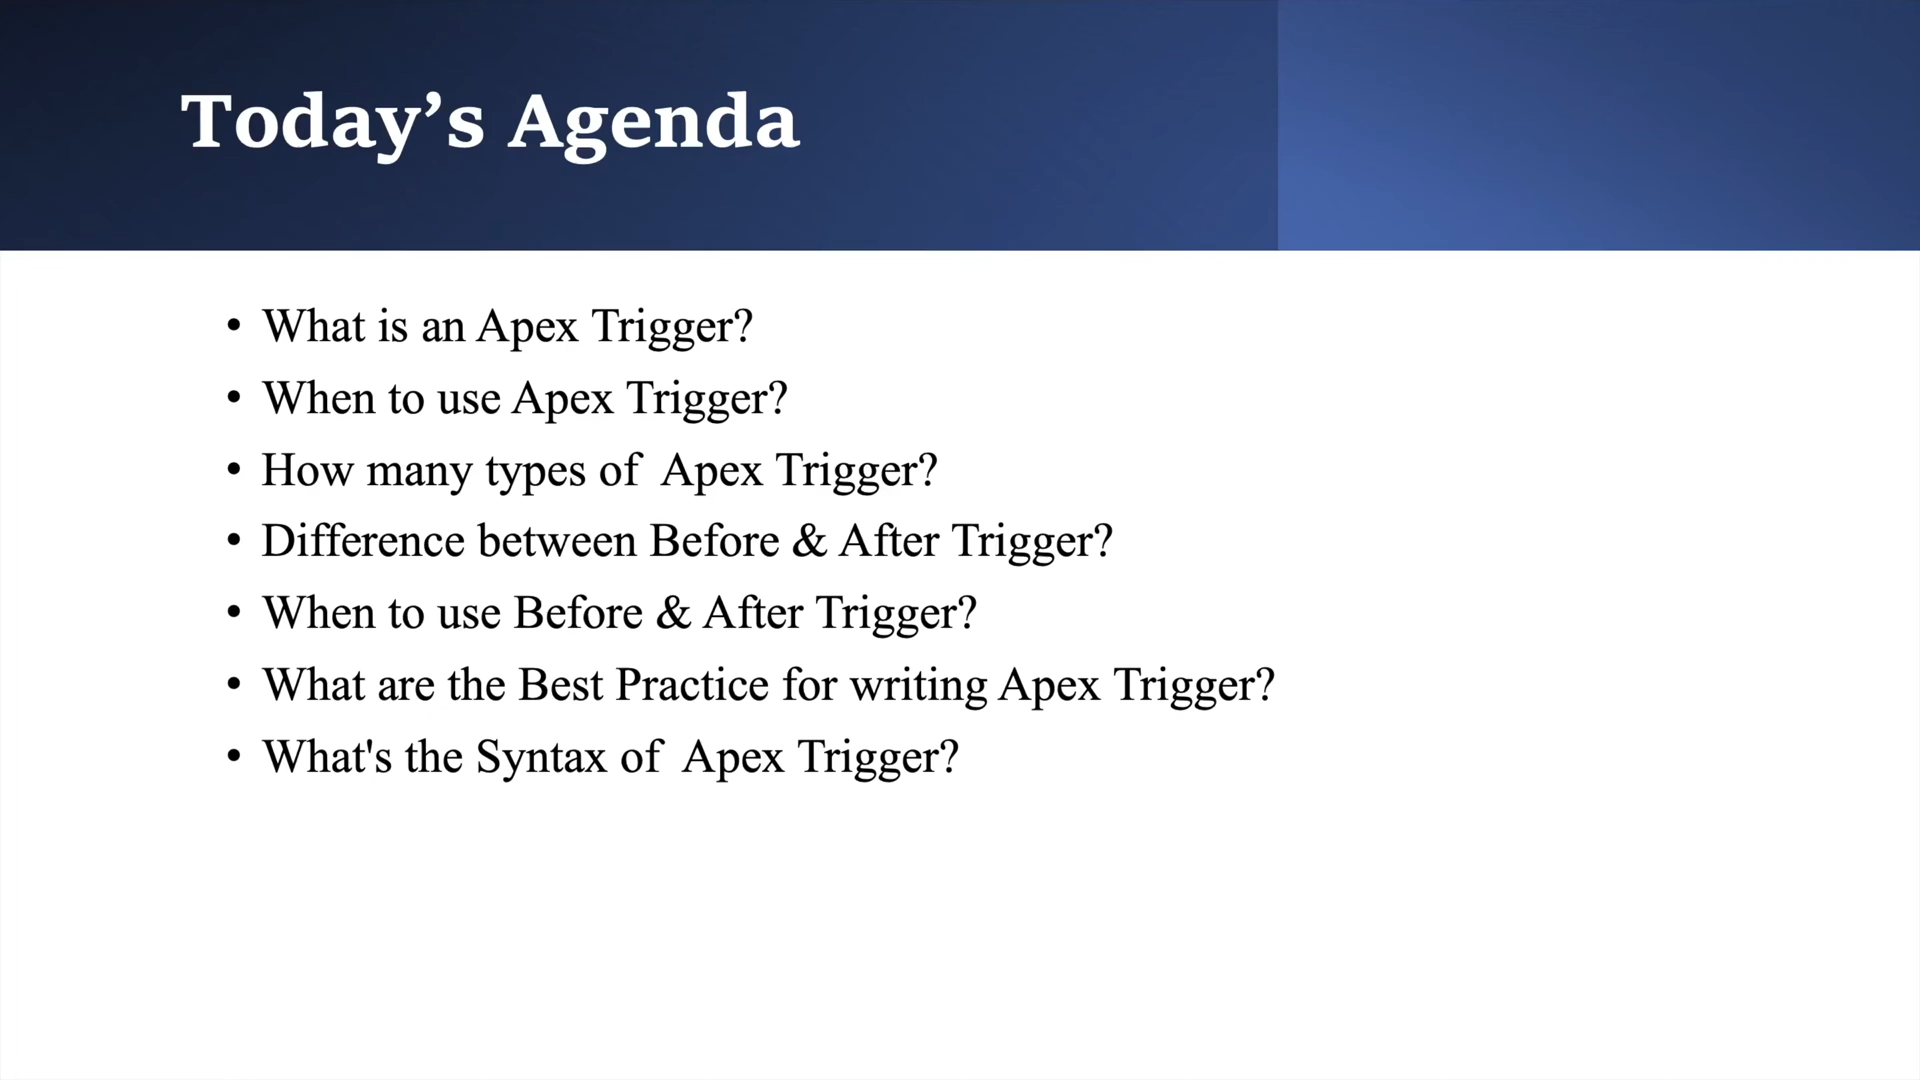 Today’s Agenda
• What is an Apex Trigger?
• When to use Apex Trigger?
• How many types of  Apex Trigger?
• Difference between Before & After Trigger?
• When to use Before & After Trigger?
• What are the Best Practice for writing Apex Trigger?
• What's the Syntax of  Apex Trigger?